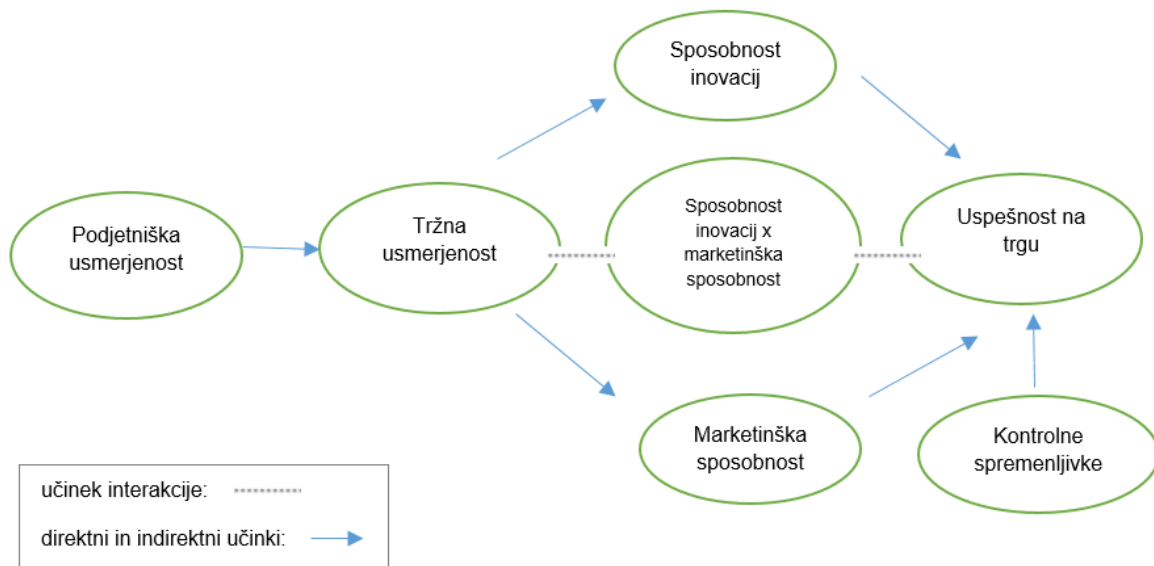 Sposobnost
inovacij
Podjetniška
usmerjenost
Tržna
usmerjenost
Sposobnost
inovacij x
marketinška
sposobnost
Uspešnost na
trgu
Marketinška
sposobnost
Kontrolne
spremenljivke
učinek interakcije:
direktni in indirektni učinki: